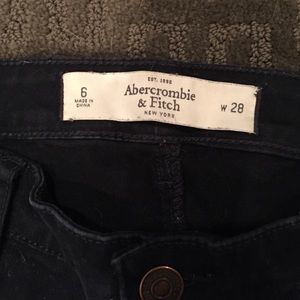 EST. 1892
6
MADE IN
CHINA
Abercrombie
& Fitch
NEW YORK
W 28